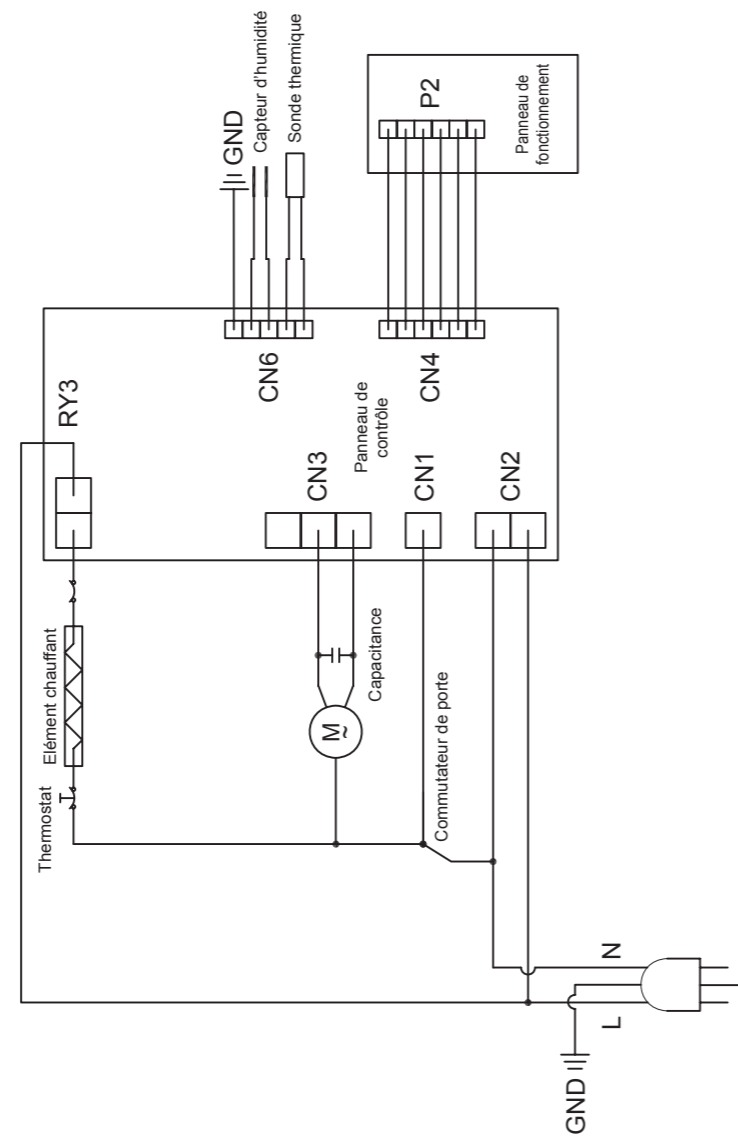 GND
Capteur d'humidité
Sonde thermique
P2
Panneau de
fonctionnement
RY3
CN6
CN4
CN3
Panneau de
contrôle
CN1
CN2
Elément chauffant
Thermostat
M
~
Capacitance
Commutateur de porte
N
L
GND